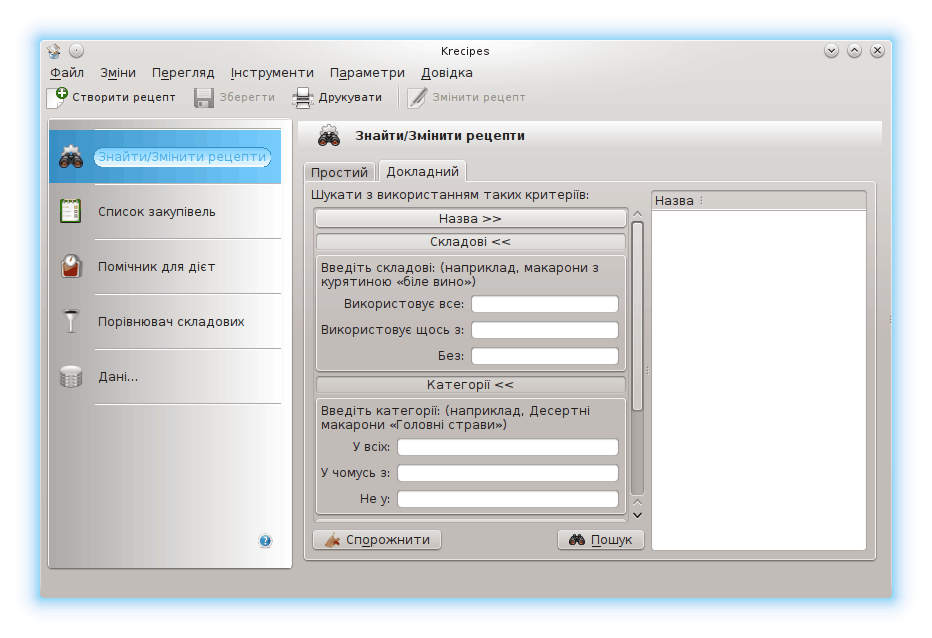 Krecipes
Файл Зміни Перегляд Інструменти Параметри Довідка
Створити рецепт Зберегти Друкувати Змінити рецепт
Знайти/Змінити рецепти
Список закупівель
Помічник для дієт
Порівнювач складових
Дані...
Знайти/Змінити рецепти
Простий Докладний
Шукати з використанням таких критеріїв:
Назва >>
Складові <<
Введіть складові: (наприклад, макарони з
курятиною «біле вино»)
Використовує все:
Використовує щось з:
Без:
Категорії <<
Введіть категорії: (наприклад, Десертні
макарони «Головні страви»)
У всіх:
У чомусь з:
Не у:
Спорожнити Пошук
Назва